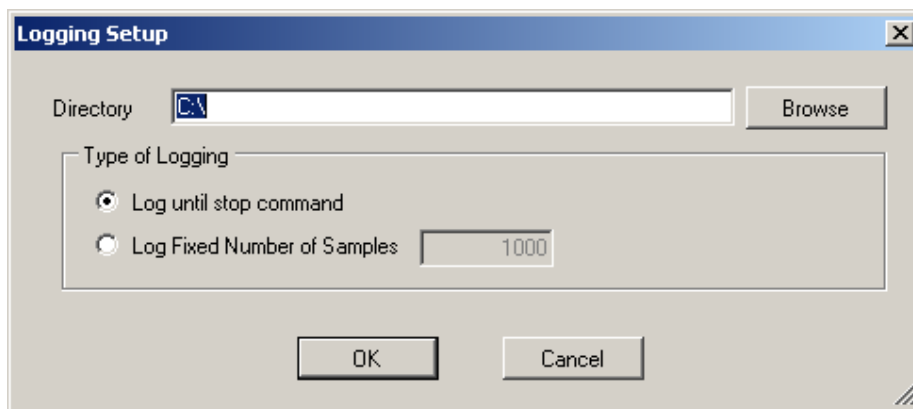 Logging Setup
Directory C:\ Browse
Type of Logging
Log until stop command
Log Fixed Number of Samples 1000
OK Cancel